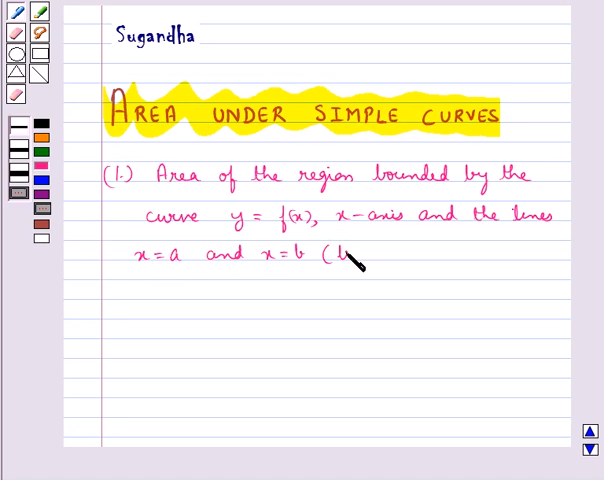 Sugandha
AREA UNDER SIMPLE CURVES
(1.) Area of the region bounded by the
curve y = f(x), x-axis and the lines
x = a and x = b (b